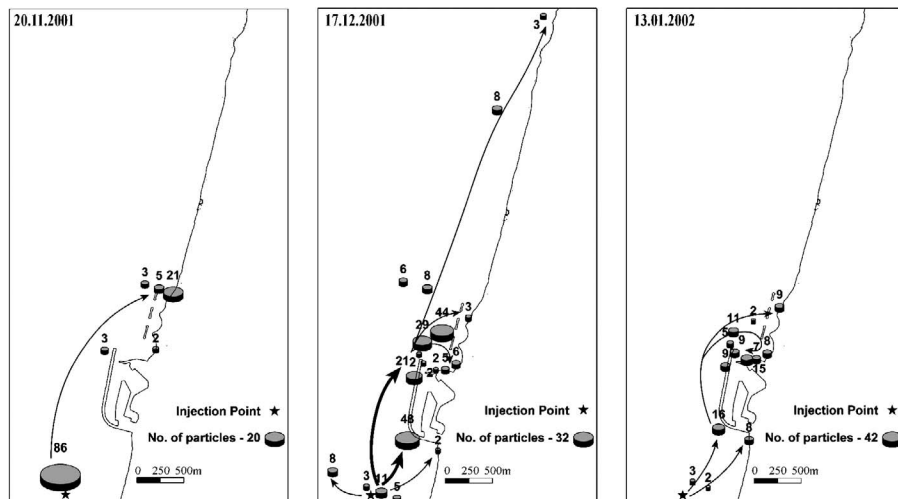 20.11.2001
3 5 21
3
2
Injection Point
86
No. of particles - 20
0 250 500m
17.12.2001
3
8
6 8
3
44
29
212 2 5 6
2
Injection Point
48
No. of particles - 32
2
8
3 11
5
0 250 500m
13.01.2002
9
2
11
5
9 7 8
9
15
Injection Point
16
No. of particles - 42
8
3
2
0 250 500m